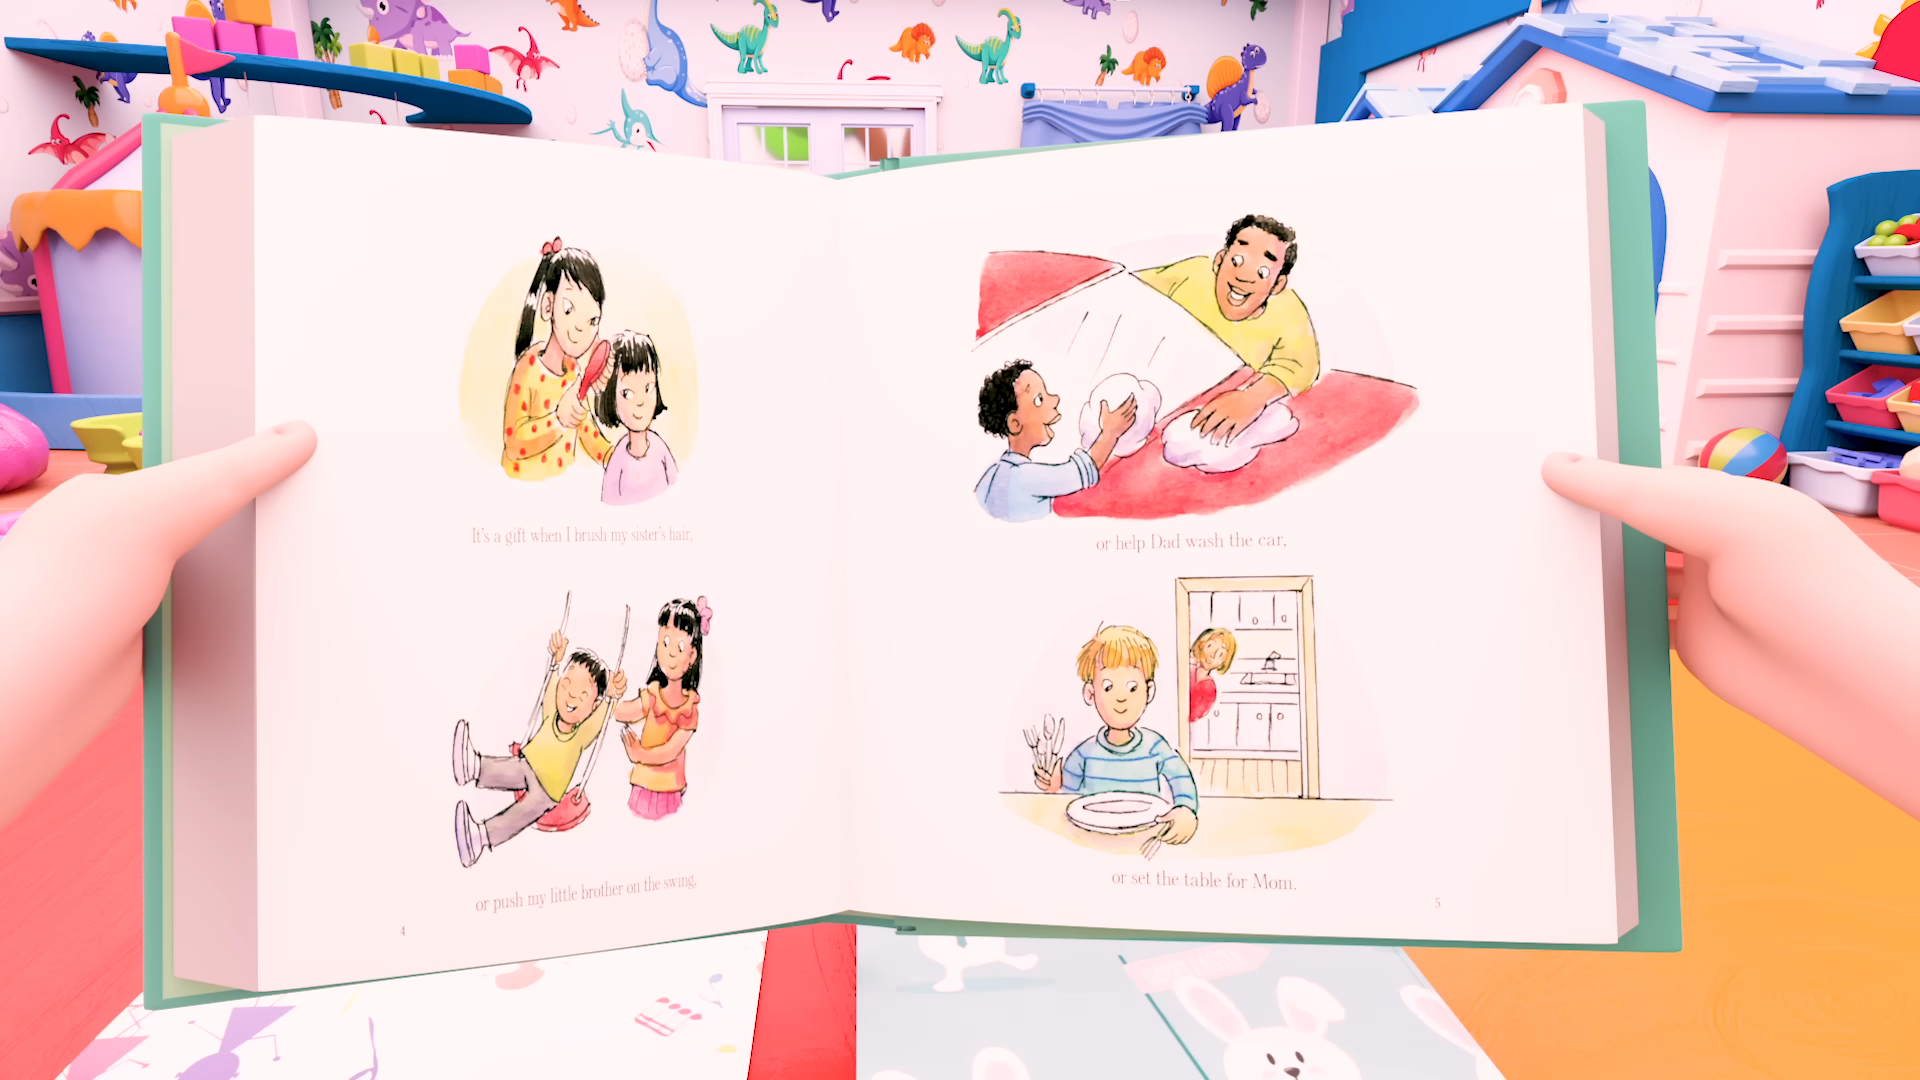 It's a gift when I brush my sister's hair,
or push my little brother on the swing,
4
or help Dad wash the car,
or set the table for Mom.
5